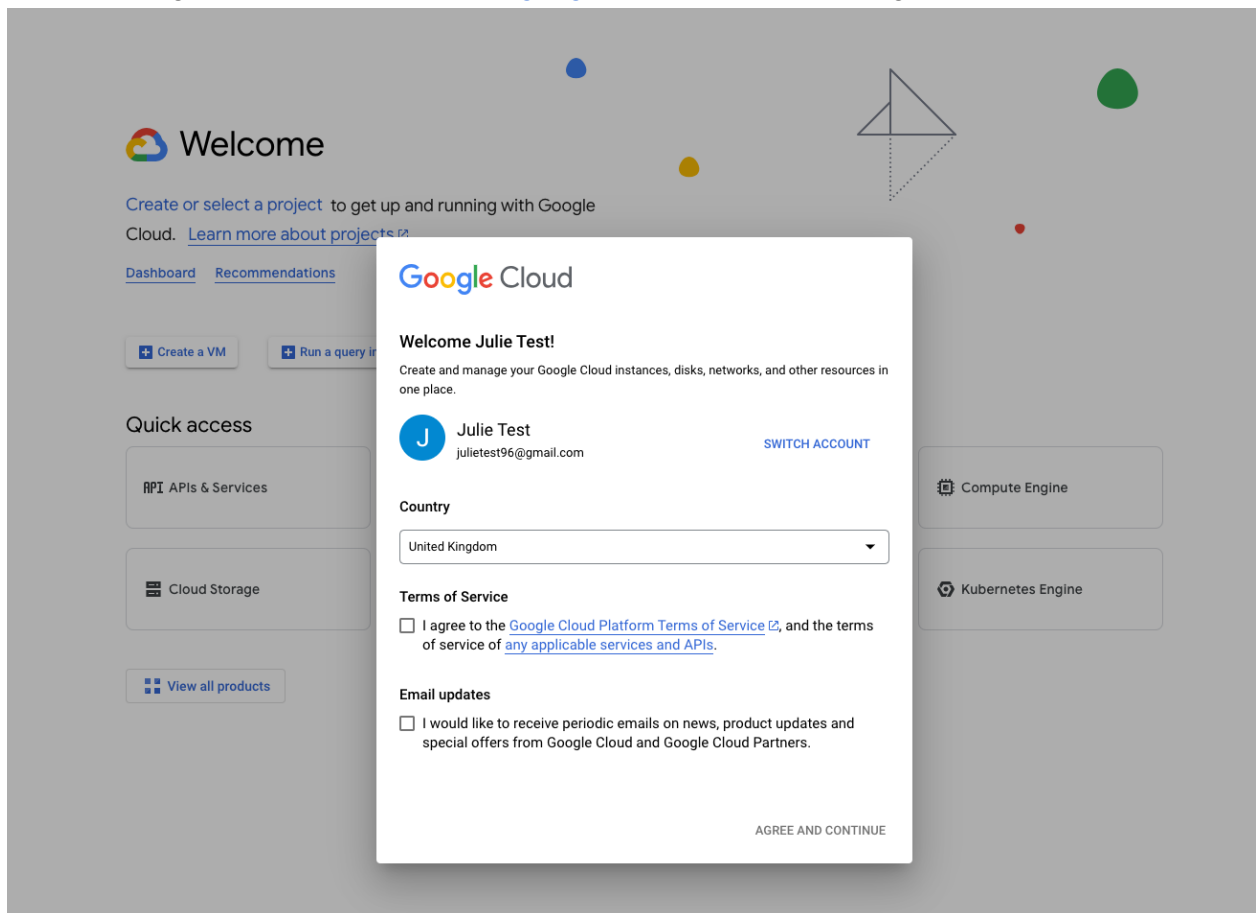 Welcome
Create or select a project to get up and running with Google
Cloud. Learn more about projects
Dashboard Recommendations
Create a VM
Run a query in
Quick access
API APIs & Services
Cloud Storage
View all products
Compute Engine
Kubernetes Engine
Google Cloud
Welcome Julie Test!
Create and manage your Google Cloud instances, disks, networks, and other resources in
one place.
J
Julie Test
julietest96@gmail.com
SWITCH ACCOUNT
Country
United Kingdom
Terms of Service
I agree to the Google Cloud Platform Terms of Service, and the terms
of service of any applicable services and APIs.
Email updates
I would like to receive periodic emails on news, product updates and
special offers from Google Cloud and Google Cloud Partners.
AGREE AND CONTINUE